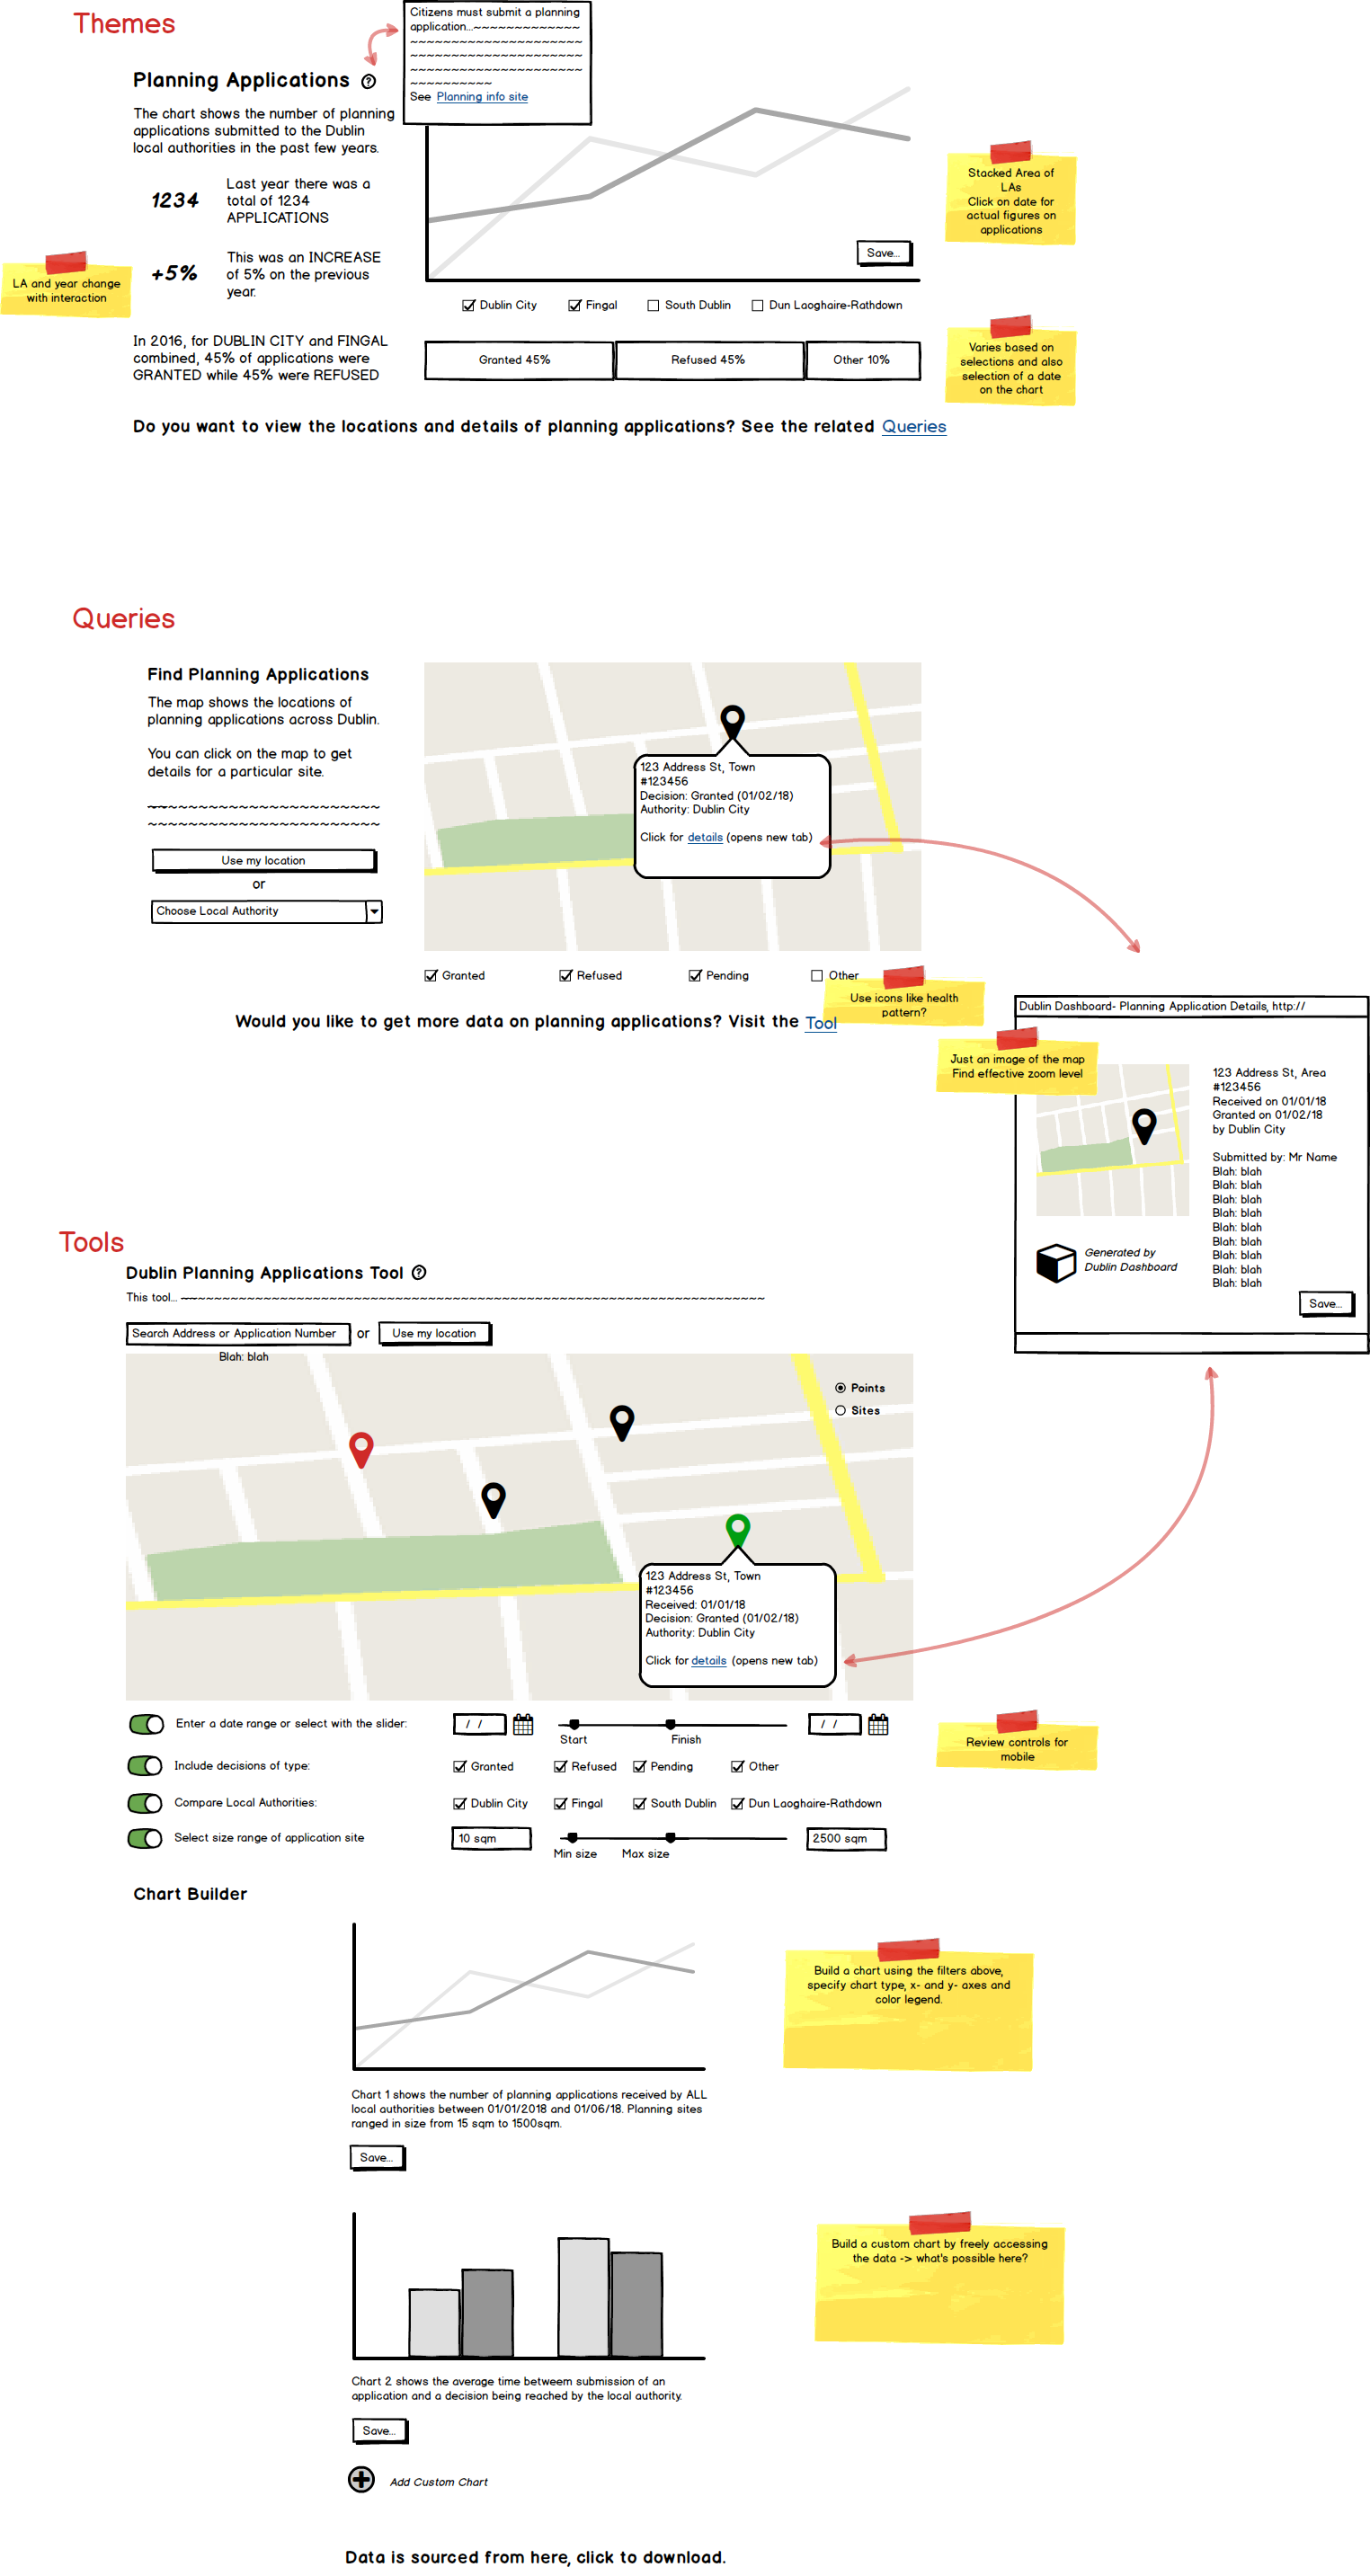 Themes
Citizens must submit a planning
application...~~~~~~~~~~~~~
~~~~~~~~~~~~~~~~~~~~~
~~~~~~~~~~~~~~~~~~~~~
~~~~~~~~~~~~~~~~~~~~~
~~~~~~~~~~
See Planning info site
Planning Applications ?
The chart shows the number of planning
applications submitted to the Dublin
local authorities in the past few years.
1234
Last year there was a
total of 1234
APPLICATIONS
+5%
This was an INCREASE
of 5% on the previous
year.
LA and year change
with interaction
Stacked Area of
LAs
Click on date for
actual figures on
applications
Save...
Dublin City
Fingal
South Dublin
Dun Laoghaire-Rathdown
In 2016, for DUBLIN CITY and FINGAL
combined, 45% of applications were
GRANTED while 45% were REFUSED
Granted 45%
Refused 45%
Other 10%
Varies based on
selections and also
selection of a date
on the chart
Do you want to view the locations and details of planning applications? See the related Queries
Queries
Find Planning Applications
The map shows the locations of
planning applications across Dublin.
You can click on the map to get
details for a particular site.
~~~~~~~~~~~~~~~~~~~~~~~
~~~~~~~~~~~~~~~~~~~~~~~
Use my location
or
Choose Local Authority
123 Address St, Town
#123456
Decision: Granted (01/02/18)
Authority: Dublin City
Click for details (opens new tab)
Granted
Refused
Pending
Other
Use icons like health
pattern?
Would you like to get more data on planning applications? Visit the Tool
Dublin Dashboard- Planning Application Details, http://
Just an image of the map
Find effective zoom level
123 Address St, Area
#123456
Received on 01/01/18
Granted on 01/02/18
by Dublin City
Submitted by: Mr Name
Blah: blah
Blah: blah
Blah: blah
Blah: blah
Blah: blah
Blah: blah
Blah: blah
Blah: blah
Blah: blah
Generated by
Dublin Dashboard
Save...
Tools
Dublin Planning Applications Tool ?
This tool... ~~~~~~~~~~~~~~~~~~~~~~~~~~~~~~~~~~~~~~~~~~~~~~~~~~~~~~~~~~
Search Address or Application Number
or
Use my location
Blah: blah
Points
Sites
123 Address St, Town
#123456
Received: 01/01/18
Decision: Granted (01/02/18)
Authority: Dublin City
Click for details (opens new tab)
Enter a date range or select with the slider:
/ /
Start
Finish
/ /
Include decisions of type:
Granted
Refused
Pending
Other
Compare Local Authorities:
Dublin City
Fingal
South Dublin
Dun Laoghaire-Rathdown
Select size range of application site
10 sqm
Min size
Max size
2500 sqm
Review controls for
mobile
Chart Builder
Build a chart using the filters above,
specify chart type, x- and y- axes and
color legend.
Chart 1 shows the number of planning applications received by ALL
local authorities between 01/01/2018 and 01/06/18. Planning sites
ranged in size from 15 sqm to 1500sqm.
Save...
Build a custom chart by freely accessing
the data -> what's possible here?
Chart 2 shows the average time betweem submission of an
application and a decision being reached by the local authority.
Save...
Add Custom Chart
Data is sourced from here, click to download.